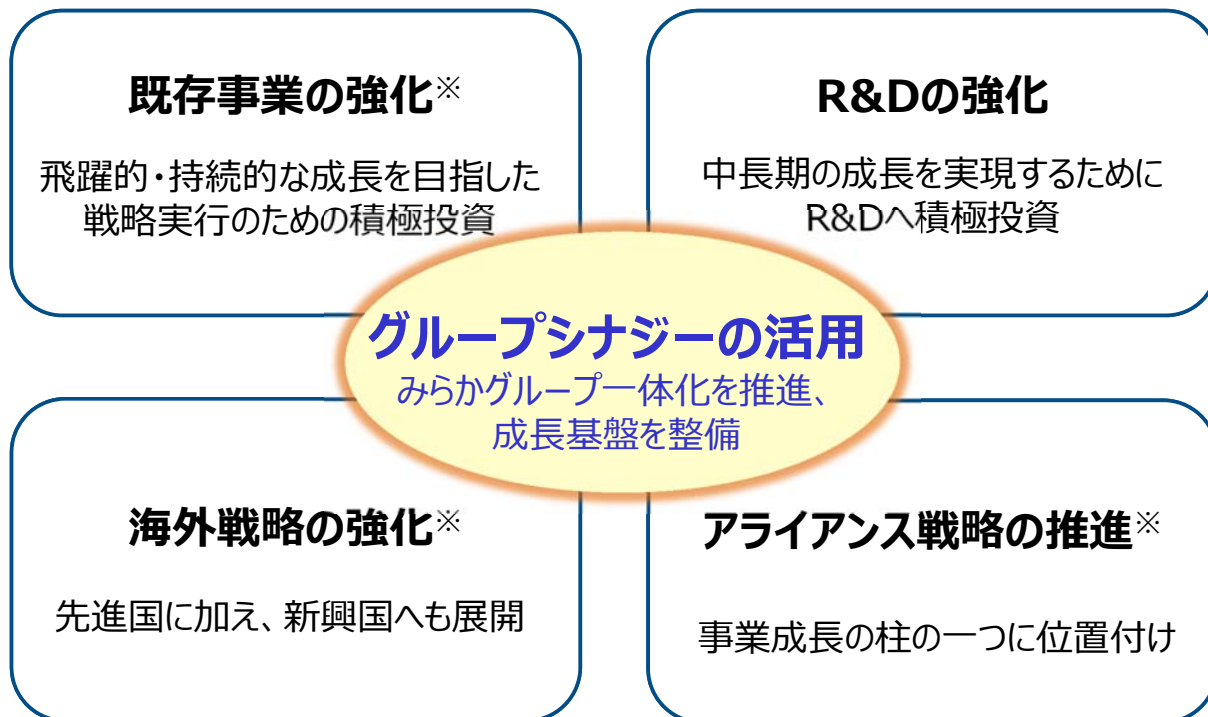 既存事業の強化※
飛躍的・持続的な成長を目指した
戦略実行のための積極投資
R&Dの強化
中長期の成長を実現するために
R&Dへ積極投資
グループシナジーの活用
みらかグループ一体化を推進、
成長基盤を整備
海外戦略の強化※
先進国に加え、新興国へも展開
アライアンス戦略の推進※
事業成長の柱の一つに位置付け